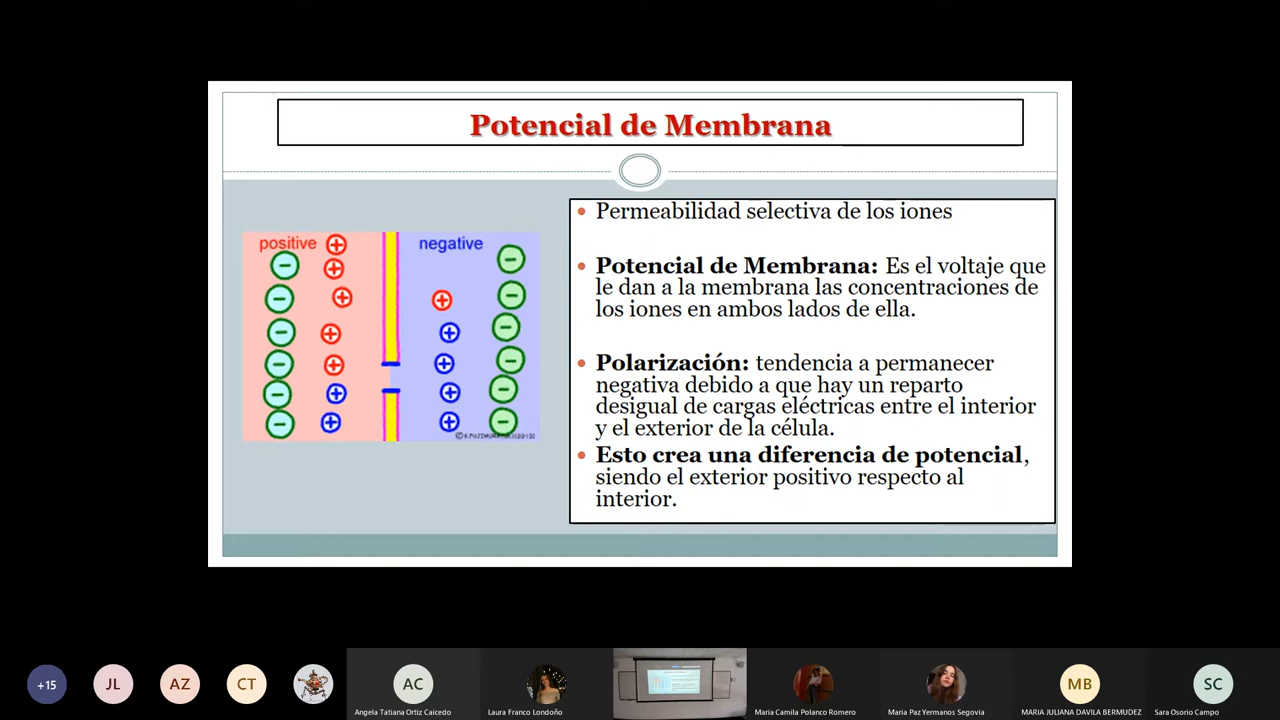 Potencial de Membrana
positive
negative
• Permeabilidad selectiva de los iones
• Potencial de Membrana: Es el voltaje que
le dan a la membrana las concentraciones de
los iones en ambos lados de ella.
• Polarización: tendencia a permanecer
negativa debido a que hay un reparto
desigual de cargas eléctricas entre el interior
y el exterior de la célula.
• Esto crea una diferencia de potencial,
siendo el exterior positivo respecto al
interior.
+15
JL
AZ
CT
AC
MB
SC
Angela Tatiana Ortiz Caicedo
Laura Franco Londoño
Maria Camila Polanco Romero
Maria Paz Yermanos Segovia
MARIA JULIANA DAVILA BERMUDEZ
Sara Osorio Campo